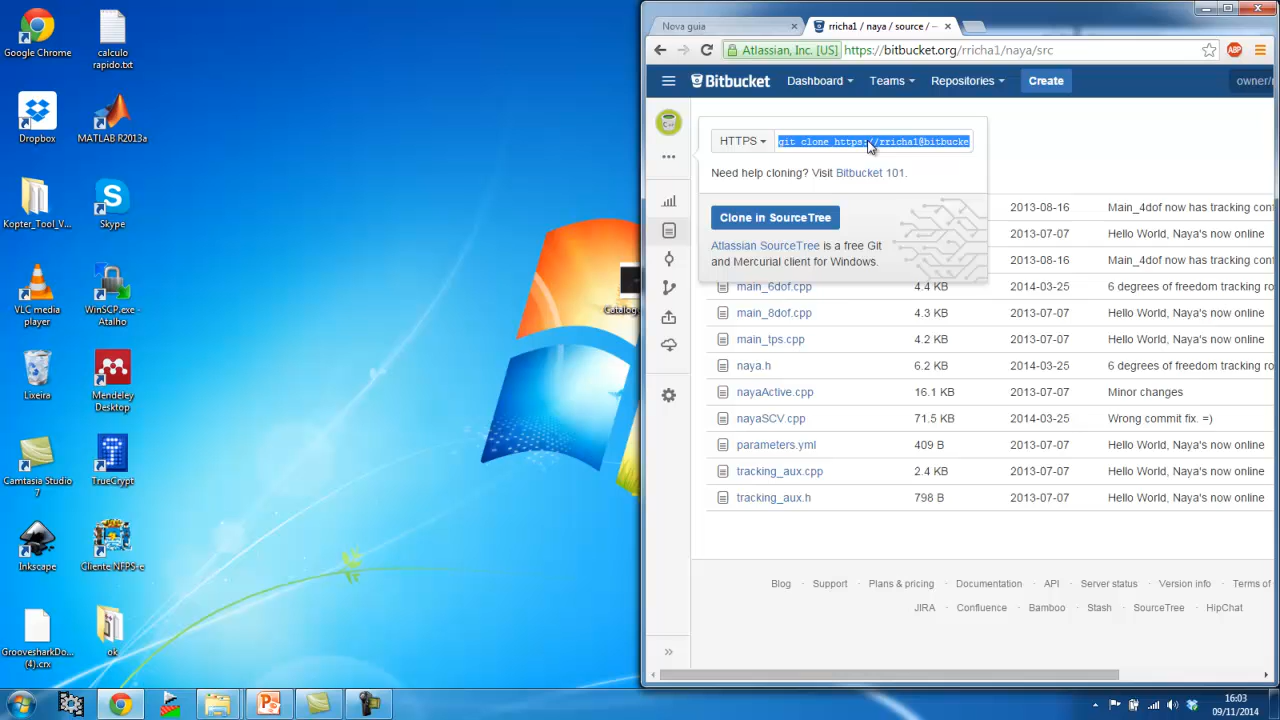 Google Chrome
calculo
rapido.txt
Dropbox
MATLAB R2013a
Kopter_Tool_V...
Skype
VLC media
player
WinSCP.exe -
Atalho
Lixeira
Mendeley
Desktop
Camtasia Studio
7
TrueCrypt
Inkscape
Cliente NFPS-e
GroovesharkDo...
(4).crx
ok
Nova guia
rricha1 / naya / source / —
Atlassian, Inc. [US] https://bitbucket.org/rricha1/naya/src
ABP
Bitbucket Dashboard Teams Repositories Create owner/r
HTTPS git clone https://rricha1@bitbucke
Need help cloning? Visit Bitbucket 101.
Clone in SourceTree
Atlassian SourceTree is a free Git
and Mercurial client for Windows.
2013-08-16 Main_4dof now has tracking con
2013-07-07 Hello World, Naya's now online
2013-08-16 Main_4dof now has tracking con
main_6dof.cpp 4.4 KB 2014-03-25 6 degrees of freedom tracking ro
main_8dof.cpp 4.3 KB 2013-07-07 Hello World, Naya's now online
main_tps.cpp 4.2 KB 2013-07-07 Hello World, Naya's now online
naya.h 6.2 KB 2014-03-25 6 degrees of freedom tracking ro
nayaActive.cpp 16.1 KB 2013-07-07 Minor changes
nayaSCV.cpp 71.5 KB 2014-03-25 Wrong commit fix. =)
parameters.yml 409 B 2013-07-07 Hello World, Naya's now online
tracking_aux.cpp 2.4 KB 2013-07-07 Hello World, Naya's now online
tracking_aux.h 798 B 2013-07-07 Hello World, Naya's now online
Blog · Support · Plans & pricing · Documentation · API · Server status · Version info · Terms of
JIRA Confluence Bamboo Stash SourceTree HipChat
16:03
09/11/2014